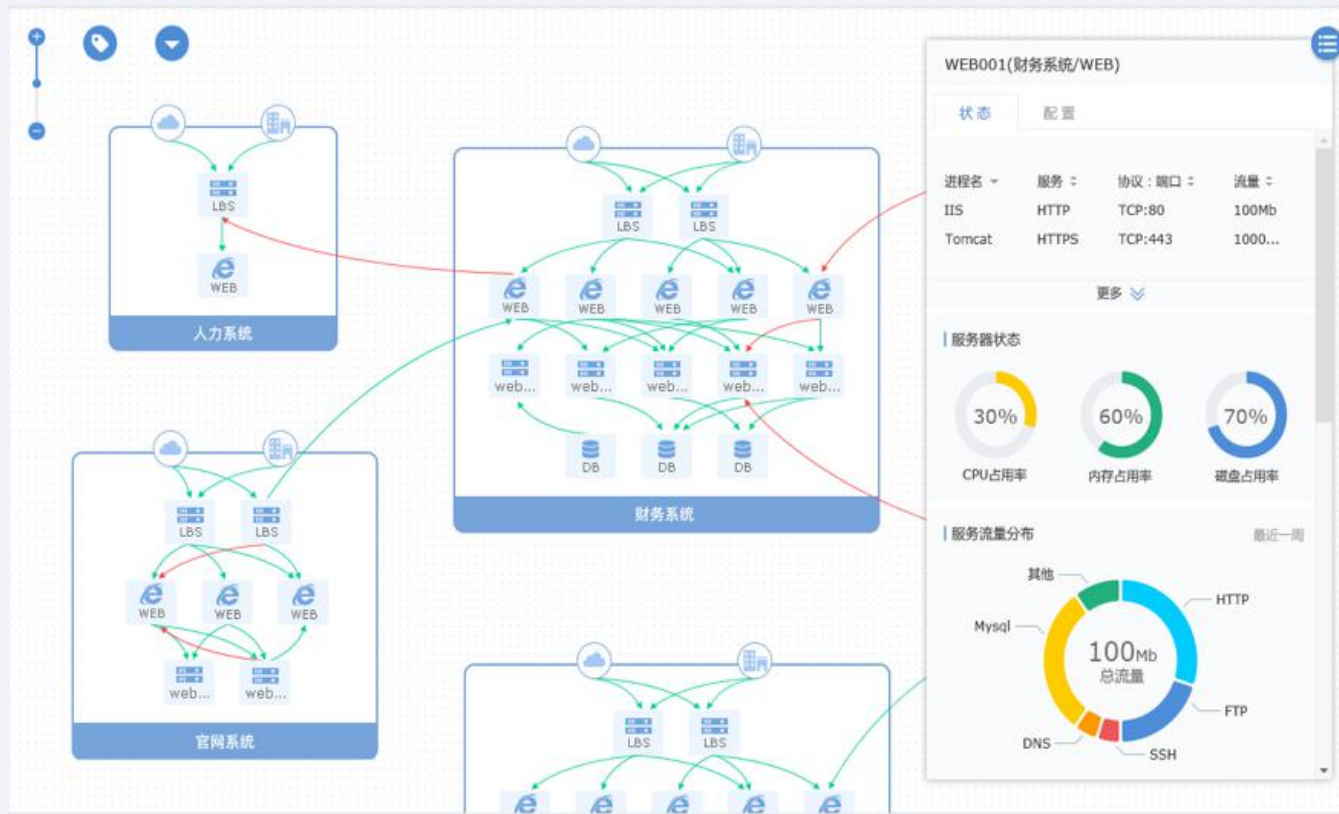 LBS
WEB
人力系统
LBS LBS
WEB WEB WEB WEB WEB
web... web... web... web... web...
DB DB DB
财务系统
LBS LBS
WEB WEB WEB
web... web...
官网系统
LBS LBS
WEB001(财务系统/WEB)
状态 配置
进程名 服务 协议：端口 流量
IIS HTTP TCP:80 100Mb
Tomcat HTTPS TCP:443 1000...
更多
服务器状态
30% 60% 70%
CPU占用率 内存占用率 磁盘占用率
服务流量分布 最近一周
其他
HTTP
Mysql
100Mb
总流量
FTP
DNS
SSH